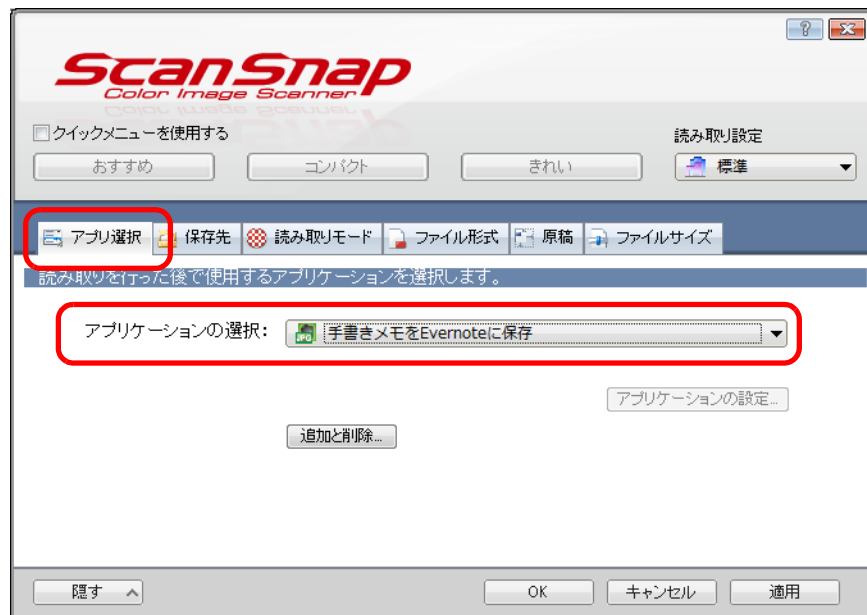 ScanSnap
Color Image Scanner
クイックメニューを使用する
読み取り設定
おすすめ コンパクト きれい 標準
アプリ選択 保存先 読み取りモード ファイル形式 原稿 ファイルサイズ
読み取りを行った後で使用するアプリケーションを選択します。
アプリケーションの選択: JPG 手書きメモをEvernoteに保存
アプリケーションの設定...
追加と削除...
隠す OK キャンセル 適用